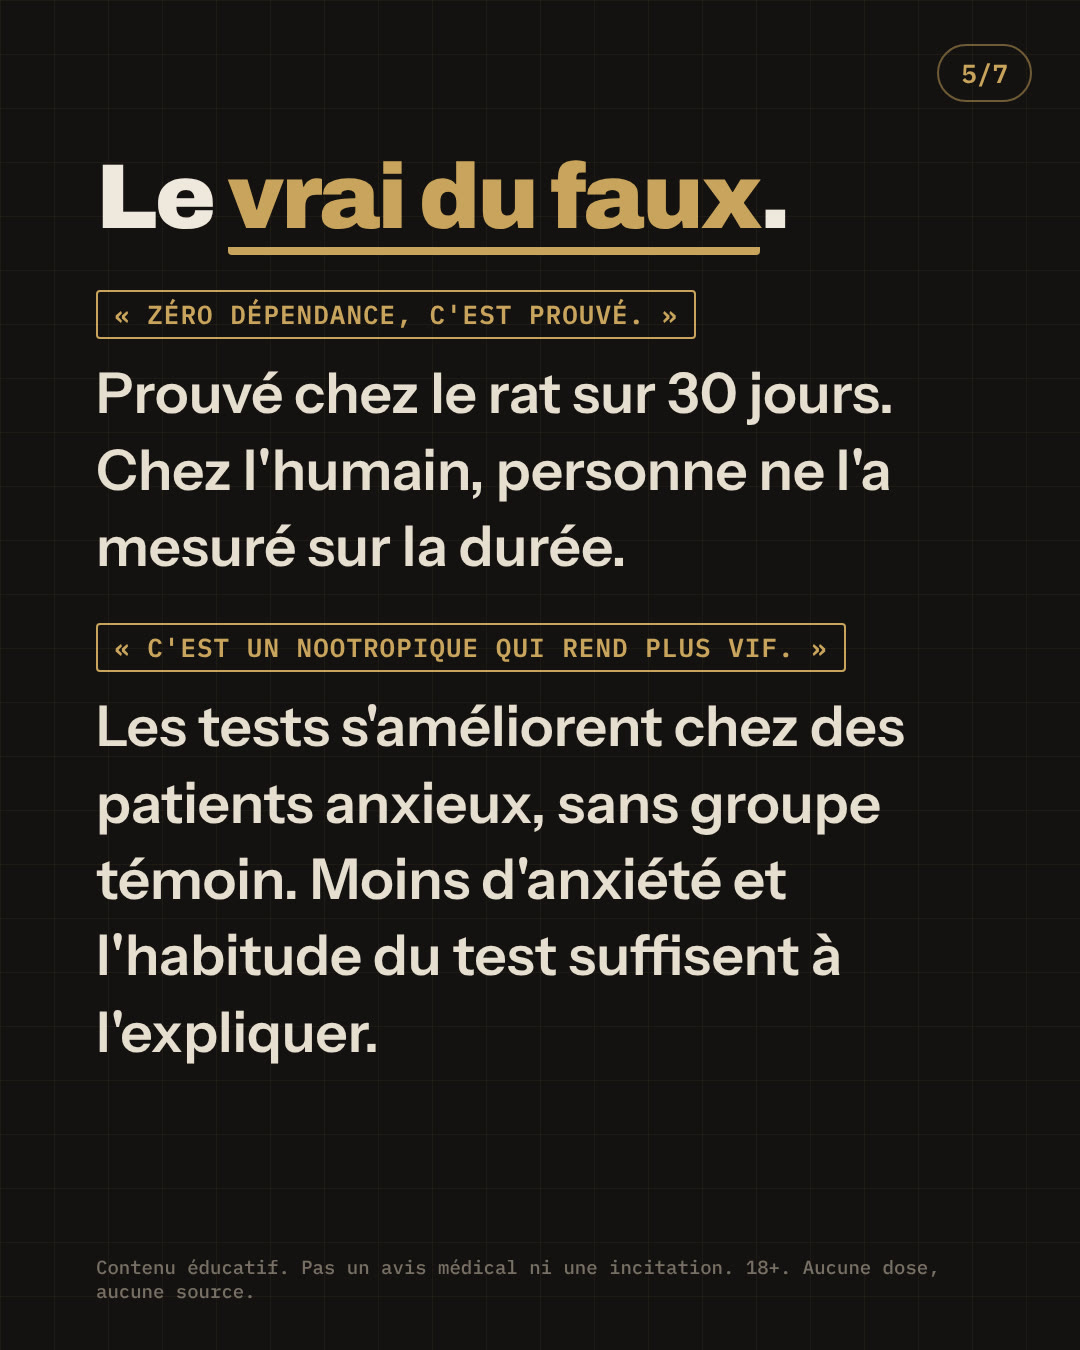 5/7
Le vrai du faux.
« ZÉRO DÉPENDANCE, C'EST PROUVÉ. »
Prouvé chez le rat sur 30 jours.
Chez l'humain, personne ne l'a
mesuré sur la durée.
« C'EST UN NOOTROPIQUE QUI REND PLUS VIF. »
Les tests s'améliorent chez des
patients anxieux, sans groupe
témoin. Moins d'anxiété et
l'habitude du test suffisent à
l'expliquer.
Contenu éducatif. Pas un avis médical ni une incitation. 18+. Aucune dose,
aucune source.